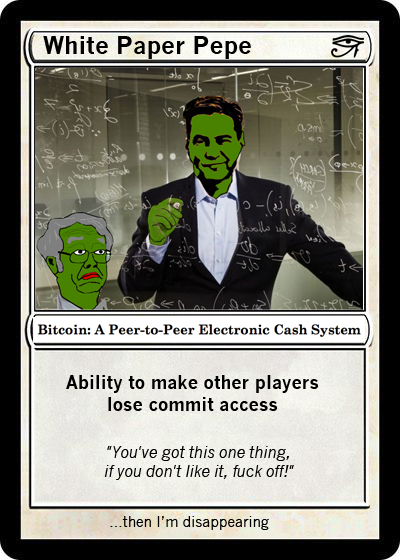 White Paper Pepe
Bitcoin: A Peer-to-Peer Electronic Cash System
Ability to make other players
lose commit access
"You've got this one thing,
if you don't like it, fuck off!"
...then I'm disappearing